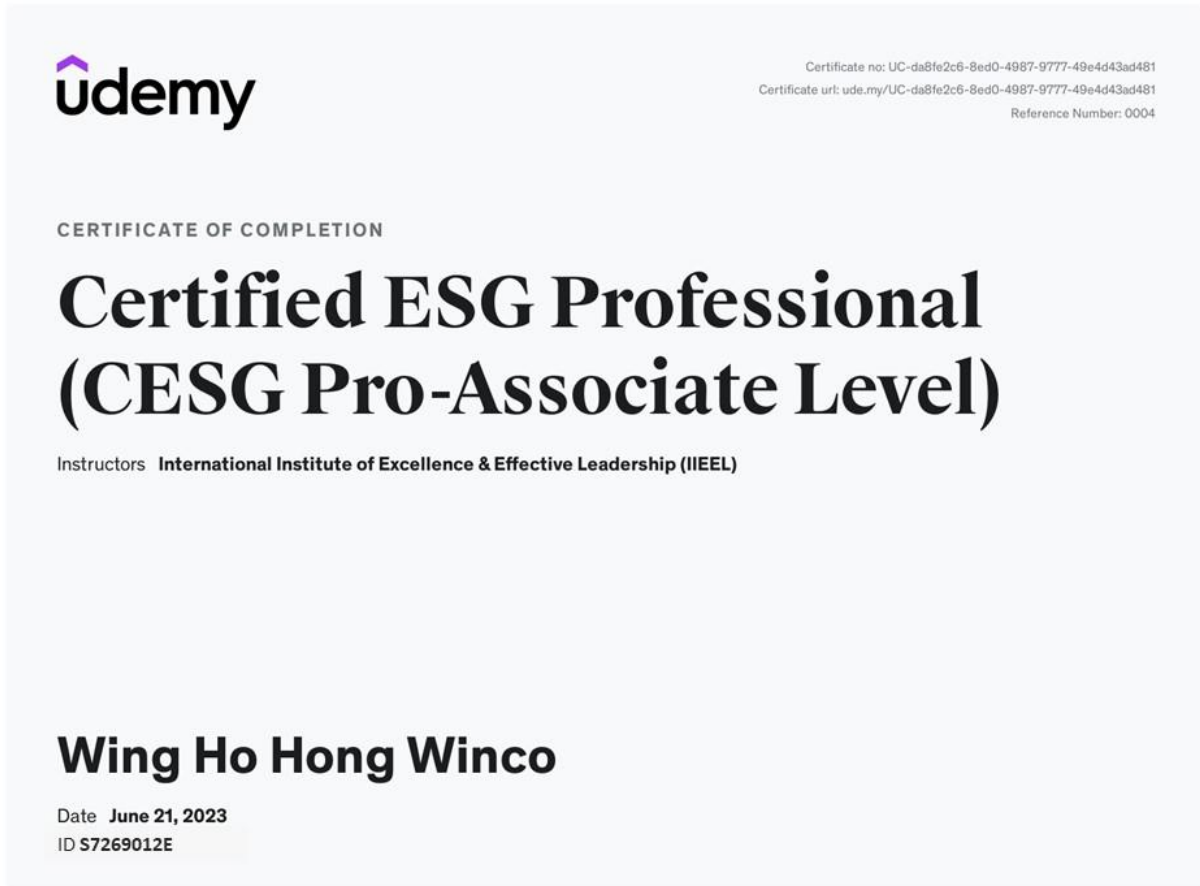 udemy
Certificate no: UC-da8fe2c6-8ed0-4987-9777-49e4d43ad481
Certificate url: ude.my/UC-da8fe2c6-8ed0-4987-9777-49e4d43ad481
Reference Number: 0004
CERTIFICATE OF COMPLETION
Certified ESG Professional
(CESG Pro-Associate Level)
Instructors International Institute of Excellence & Effective Leadership (IIEEL)
Wing Ho Hong Winco
Date June 21, 2023
ID S7269012E